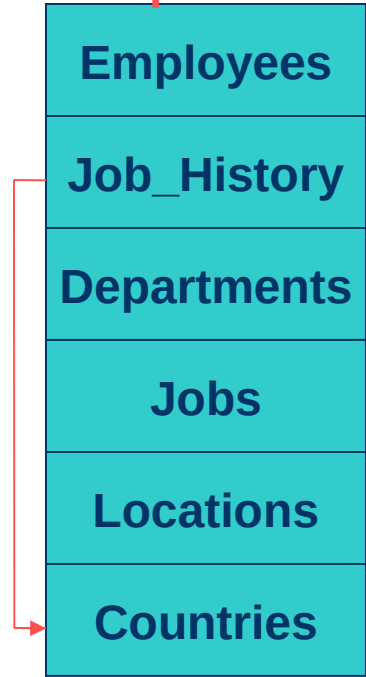 Employees
Job_History
Departments
Jobs
Locations
Countries